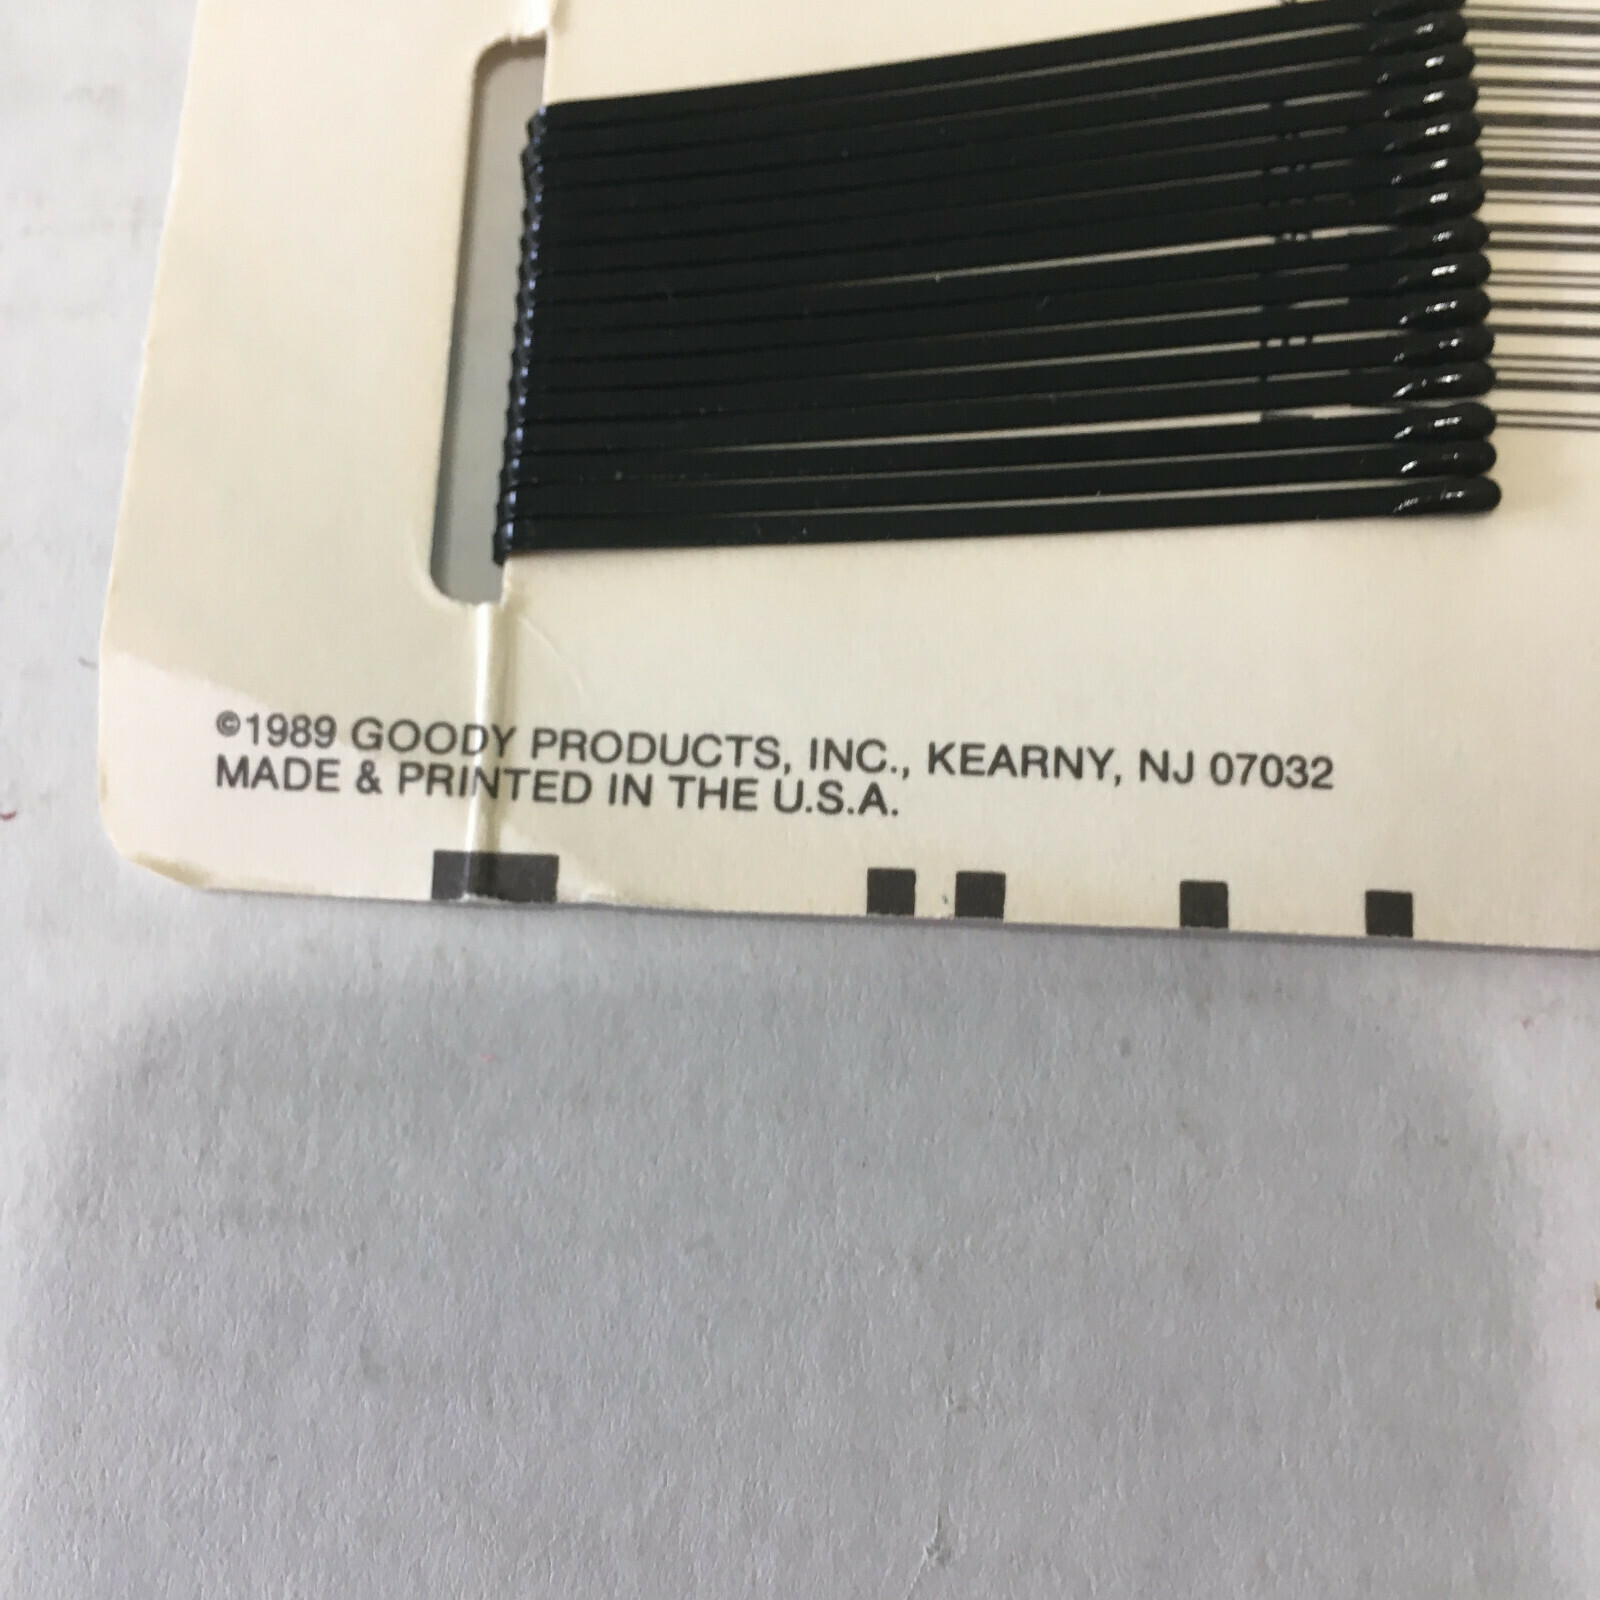 ©1989 GOODY PRODUCTS, INC., KEARNY, NJ 07032
MADE & PRINTED IN THE U.S.A.